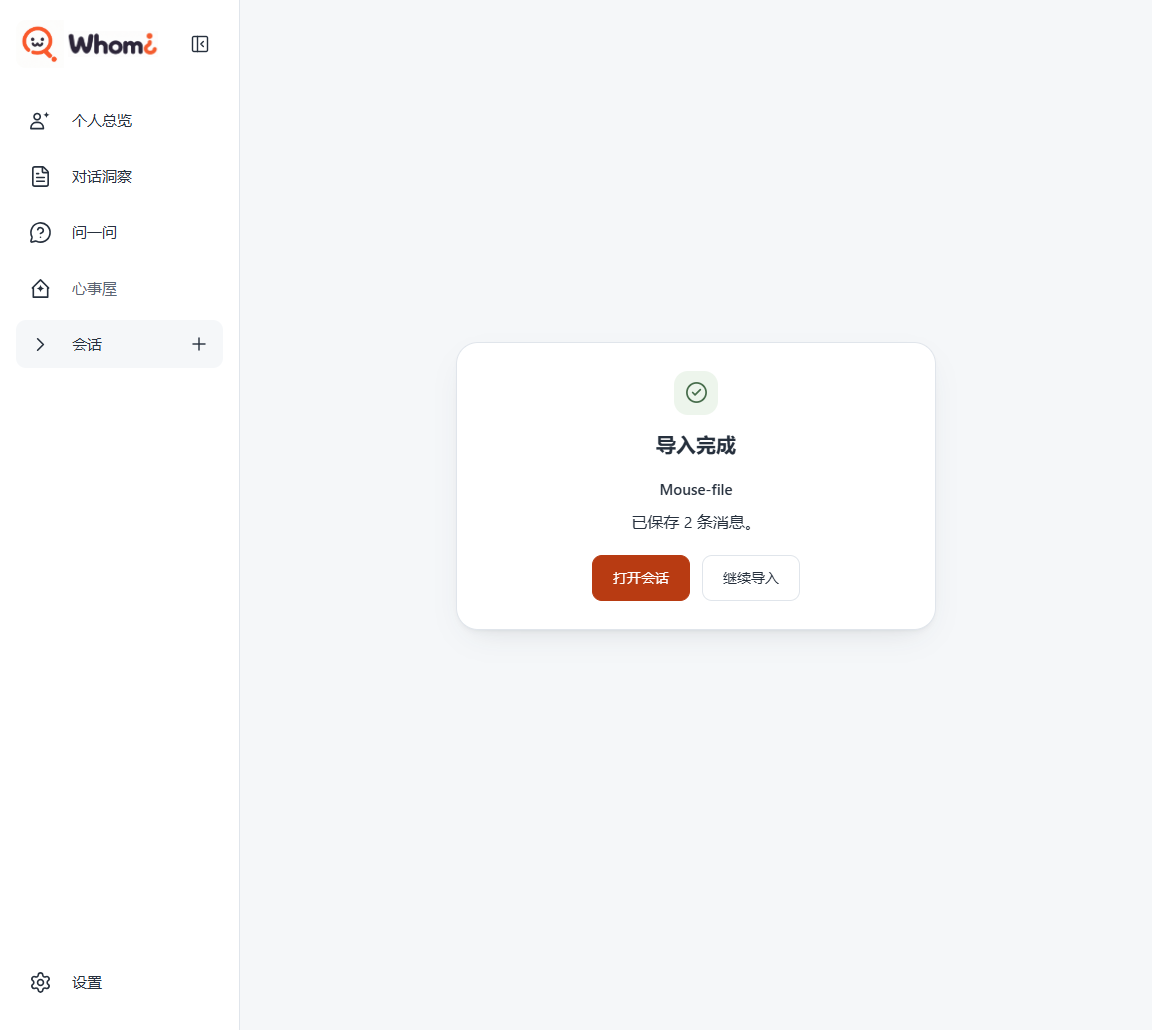 Whomi
个人总览
对话洞察
问一问
心事屋
会话
导入完成
Mouse-file
已保存 2 条消息。
打开会话
继续导入
设置